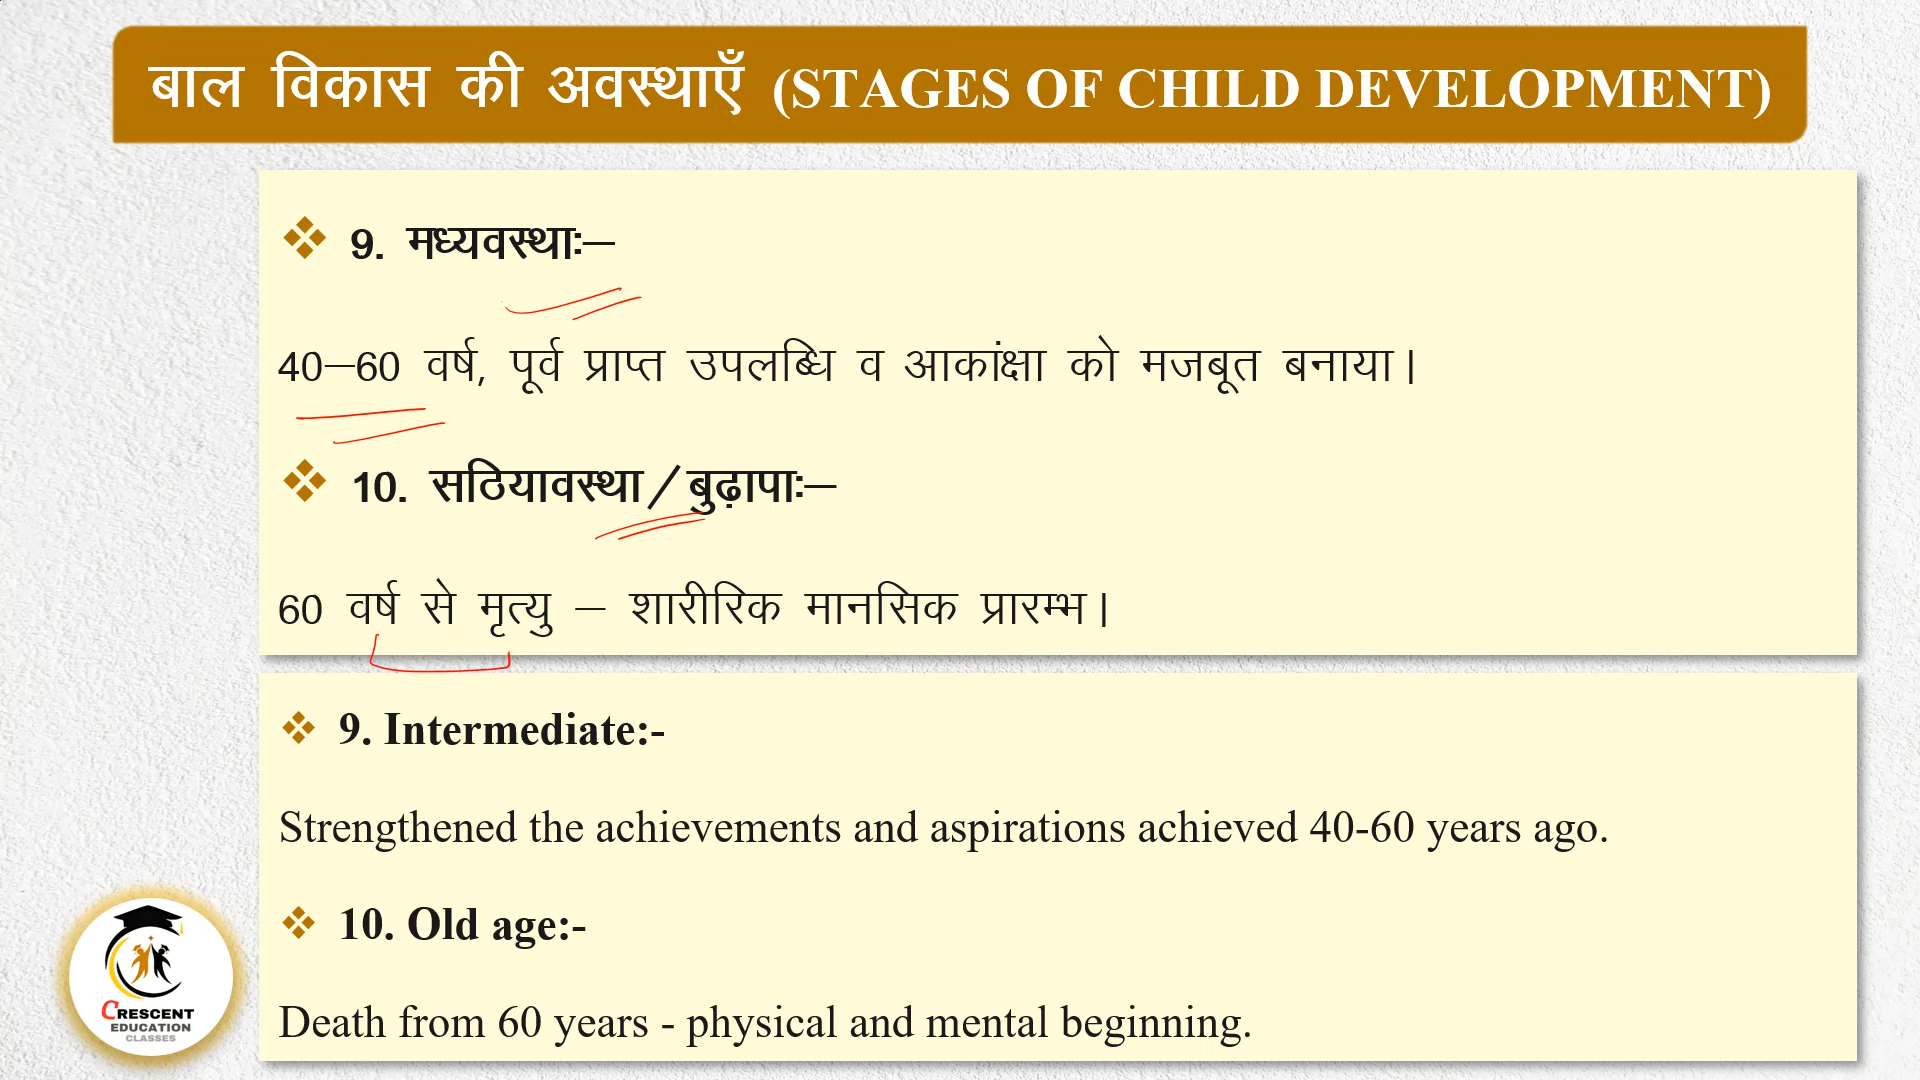 बाल विकास की अवस्थाएँ (STAGES OF CHILD DEVELOPMENT)
❖ 9. मध्यवस्थाः—
40—60 वर्ष, पूर्व प्राप्त उपलब्धि व आकांक्षा को मजबूत बनाया।
❖ 10. सठियावस्था/बुढ़ापाः—
60 वर्ष से मृत्यु — शारीरिक मानसिक प्रारम्भ।
❖ 9. Intermediate:-
Strengthened the achievements and aspirations achieved 40-60 years ago.
❖ 10. Old age:-
Death from 60 years - physical and mental beginning.
CRESCENT
EDUCATION
CLASSES